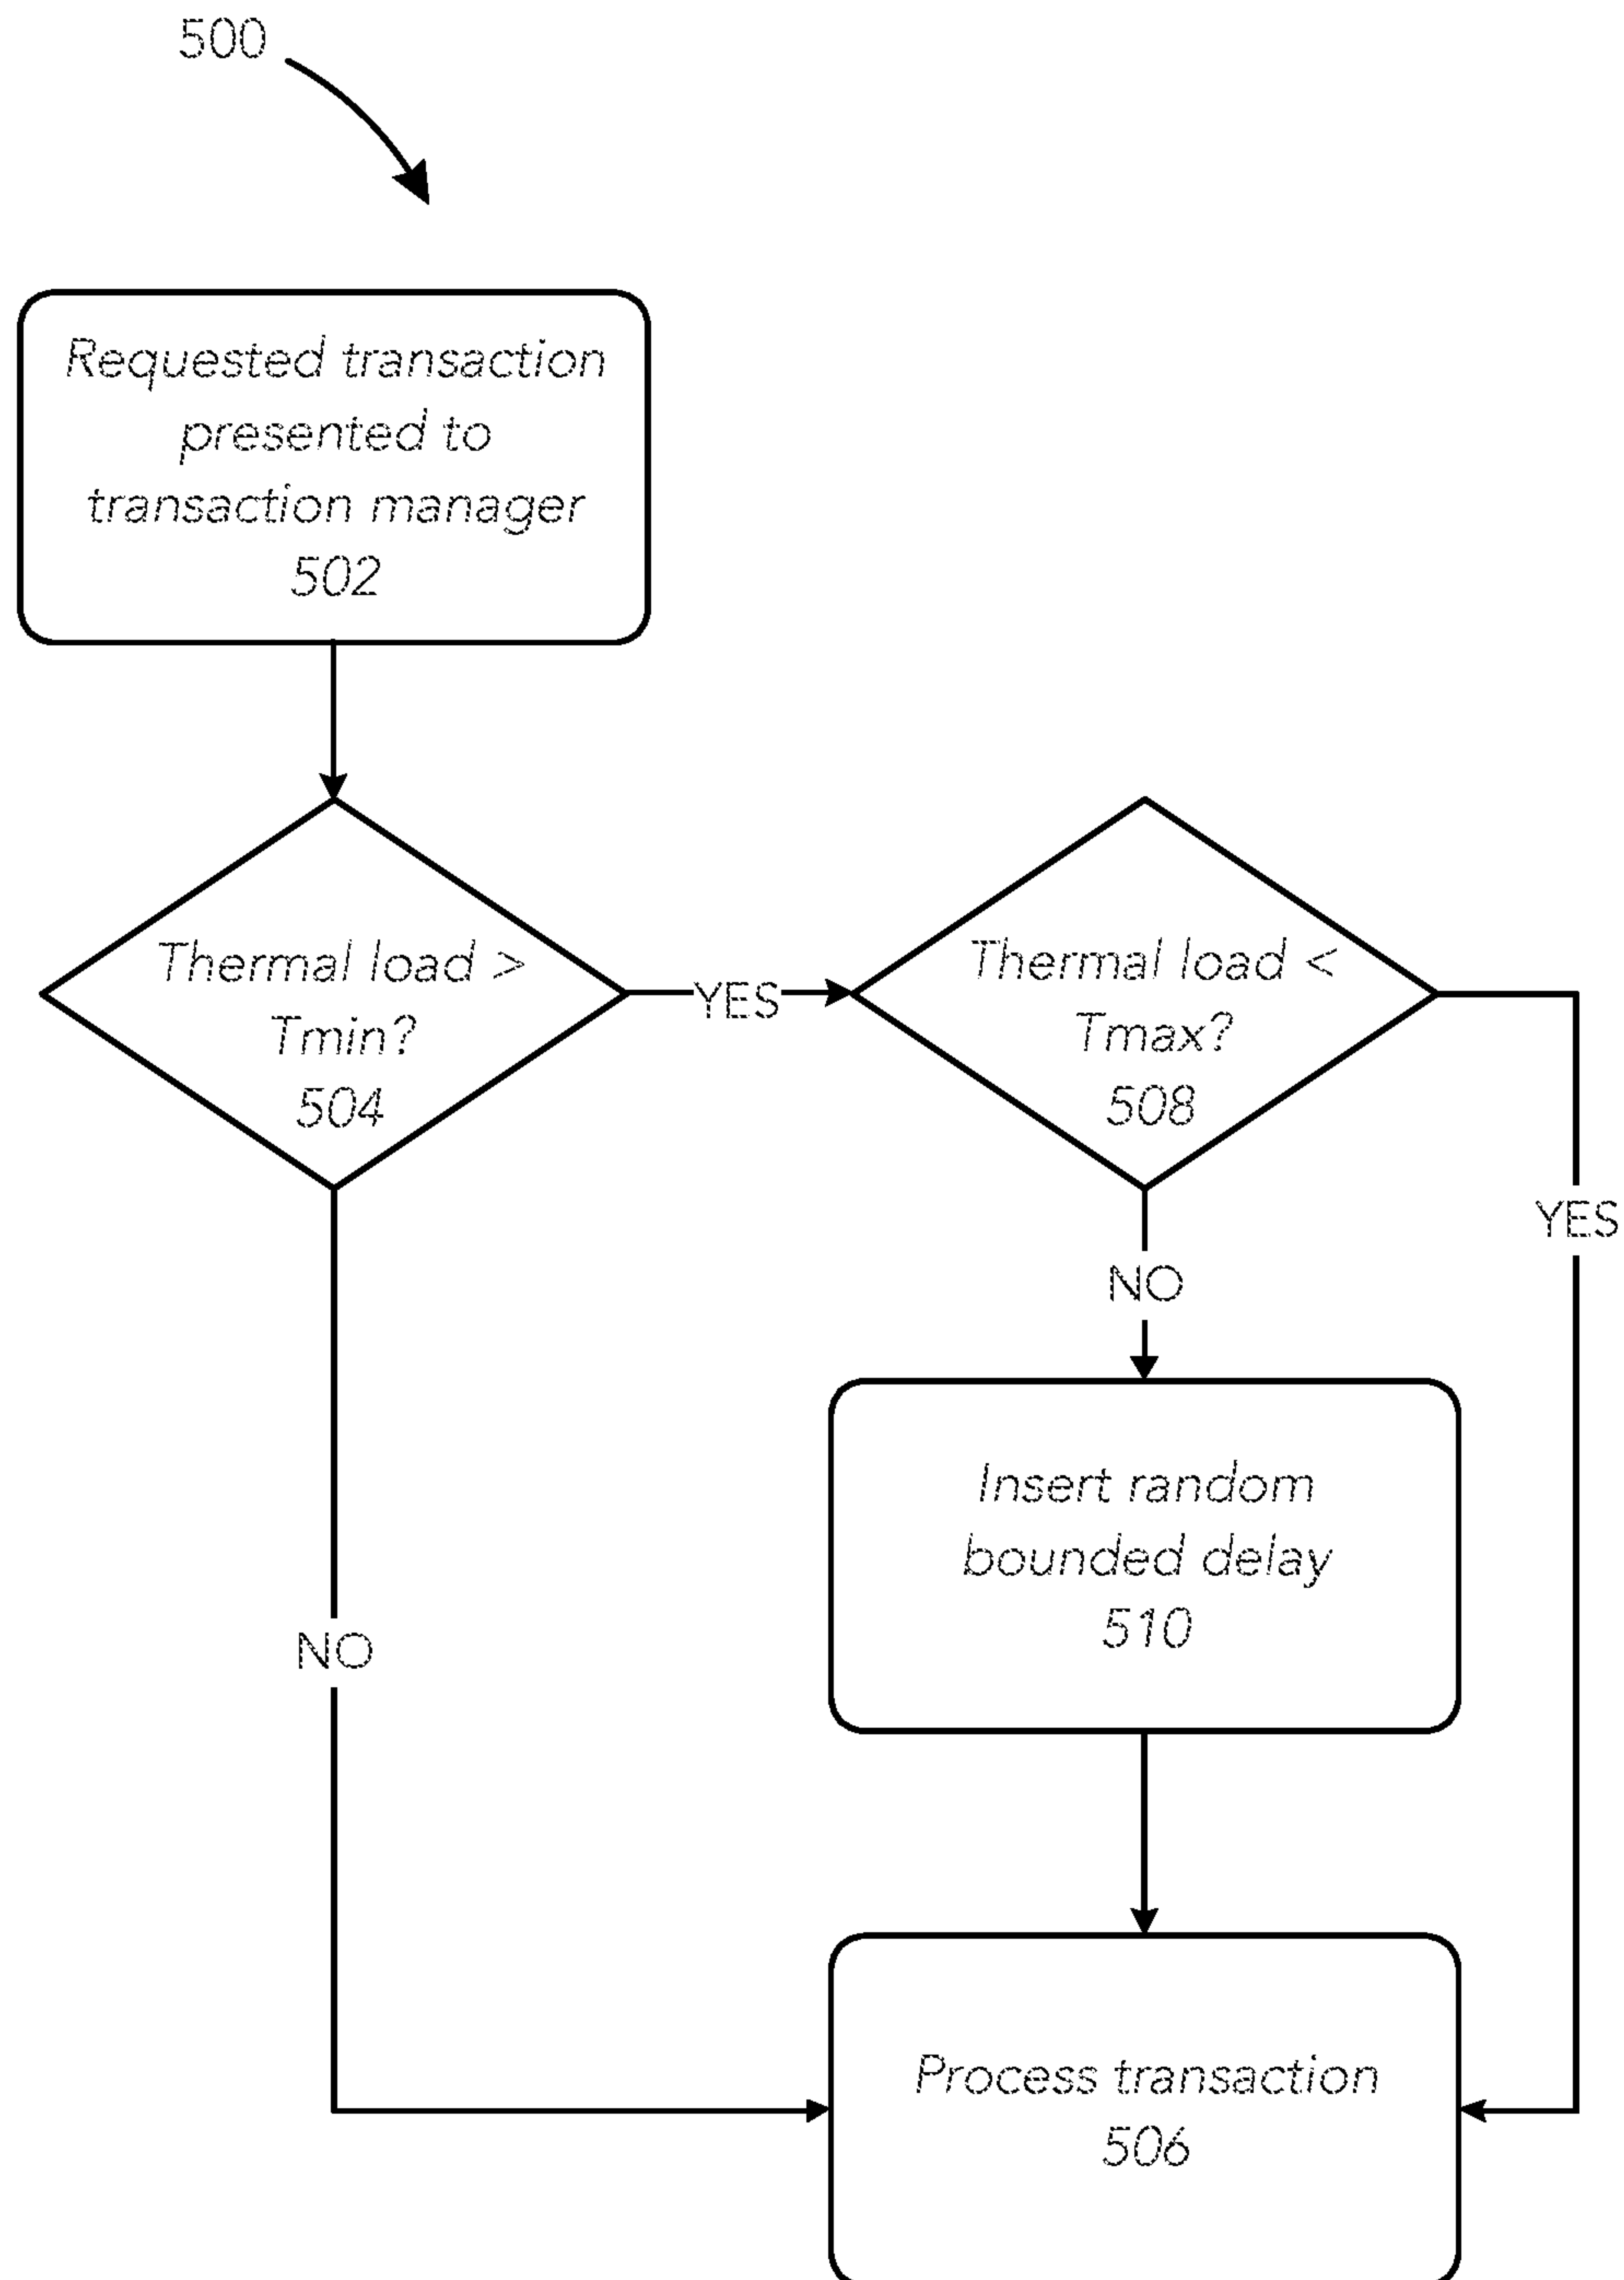 500
Requested transaction
presented to
transaction manager
502
Thermal load >
Tmin?
504
YES
Thermal load <
Tmax?
508
YES
NO
Insert random
bounded delay
510
NO
Process transaction
506